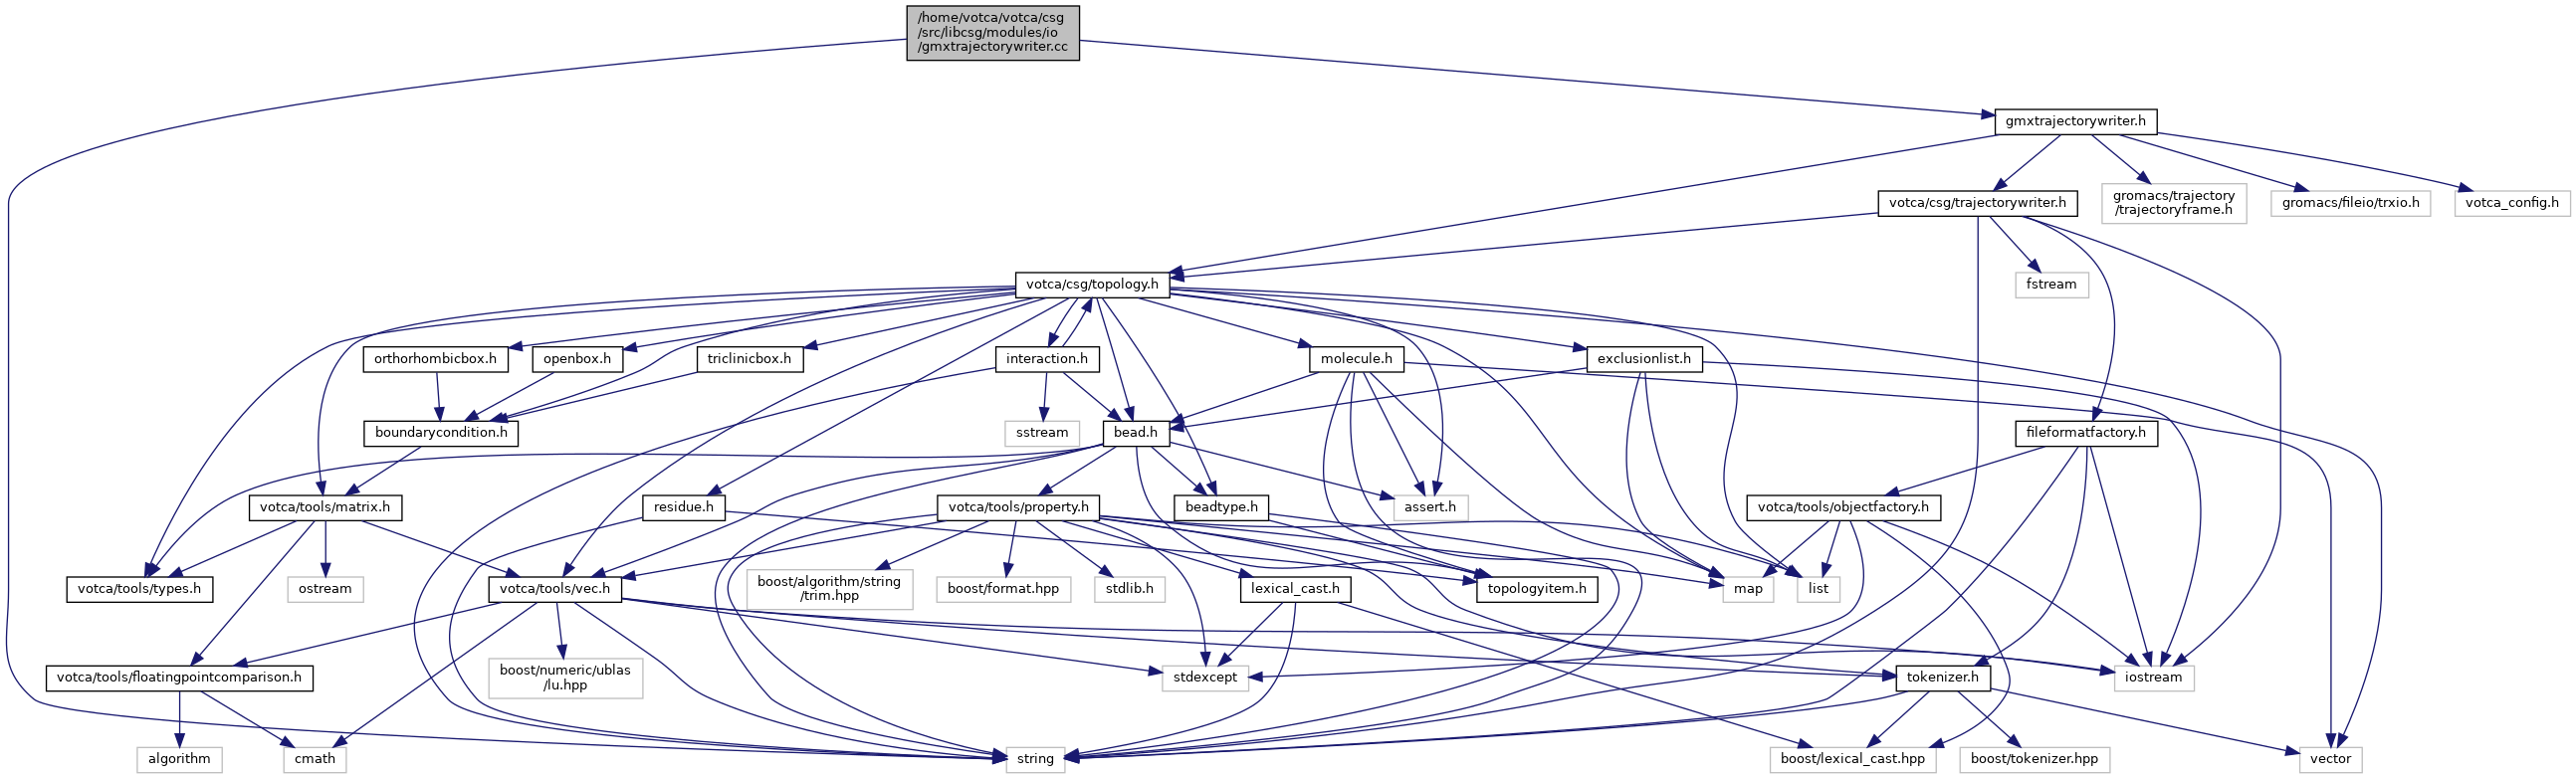 /home/votca/votca/csg
/src/libcsg/modules/io
/gmxtrajectorywriter.cc
gmxtrajectorywriter.h
votca/csg/trajectorywriter.h
gromacs/trajectory
/trajectoryframe.h
gromacs/fileio/trxio.h
votca_config.h
votca/csg/topology.h
fstream
orthorhombicbox.h
openbox.h
triclinicbox.h
interaction.h
molecule.h
exclusionlist.h
boundarycondition.h
sstream
bead.h
fileformatfactory.h
votca/tools/matrix.h
residue.h
votca/tools/property.h
beadtype.h
assert.h
votca/tools/objectfactory.h
votca/tools/types.h
ostream
votca/tools/vec.h
boost/algorithm/string
/trim.hpp
boost/format.hpp
stdlib.h
lexical_cast.h
topologyitem.h
map
list
votca/tools/floatingpointcomparison.h
boost/numeric/ublas
/lu.hpp
stdexcept
tokenizer.h
iostream
algorithm
cmath
string
boost/lexical_cast.hpp
boost/tokenizer.hpp
vector